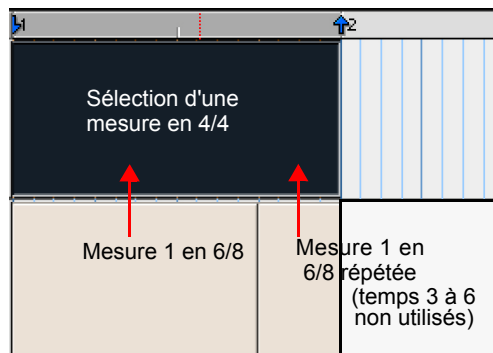 1
2
Sélection d'une
mesure en 4/4
Mesure 1 en 6/8
Mesure 1 en
6/8 répétée
(temps 3 à 6
non utilisés)